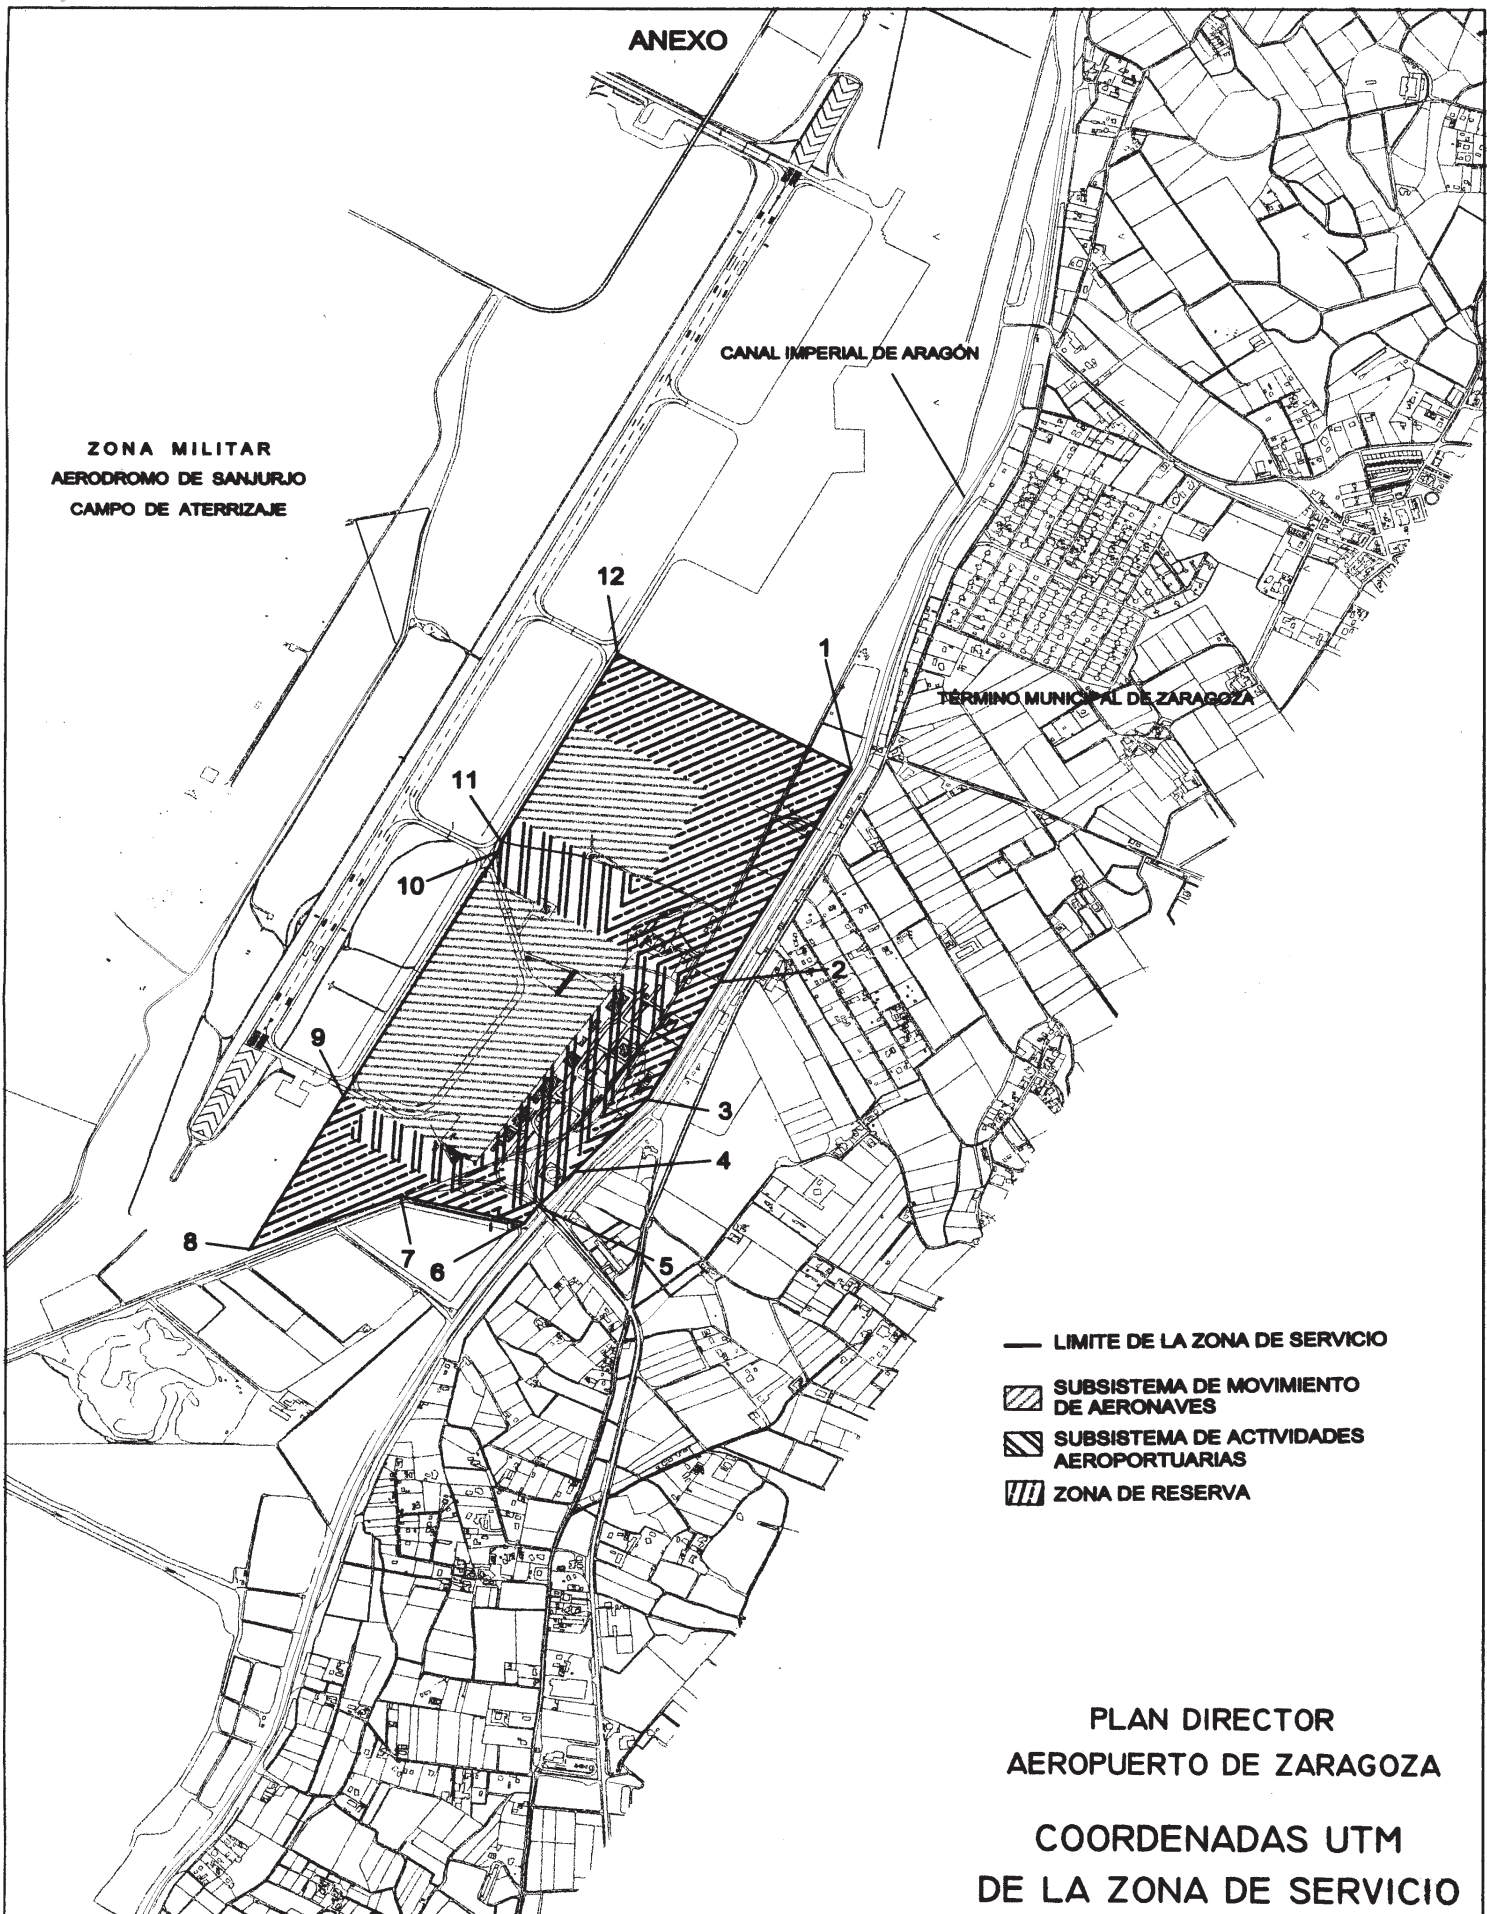 ANEXO
CANAL IMPERIAL DE ARAGÓN
ZONA MILITAR
AERODROMO DE SANJURJO
CAMPO DE ATERRIZAJE
12
1
TÉRMINO MUNICIPAL DE ZARAGOZA
11
10
2
9
3
4
8
7
6
5
LIMITE DE LA ZONA DE SERVICIO
SUBSISTEMA DE MOVIMIENTO
DE AERONAVES
SUBSISTEMA DE ACTIVIDADES
AEROPORTUARIAS
ZONA DE RESERVA
PLAN DIRECTOR
AEROPUERTO DE ZARAGOZA
COORDENADAS UTM
DE LA ZONA DE SERVICIO